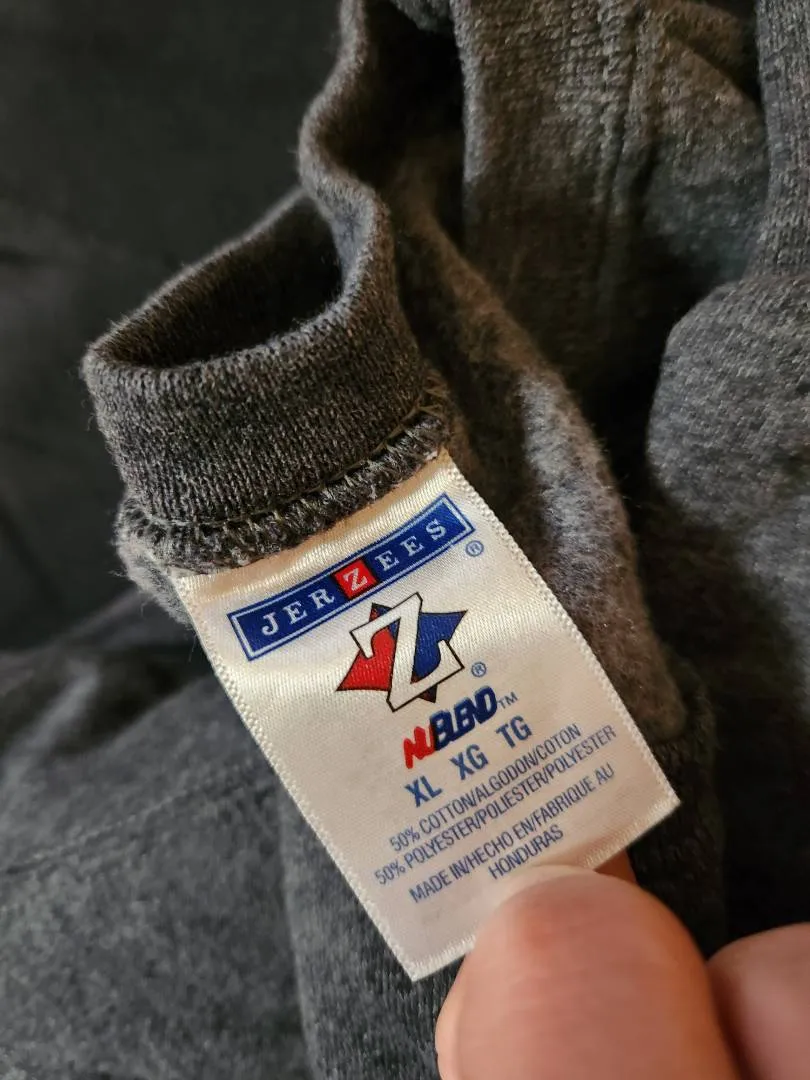 JERZEES®
Z®
NUBLEND™
XL XG TG
50% COTTON/ALGODON/COTON
50% POLYESTER/POLIESTER/POLYESTER
MADE IN/HECHO EN/FABRIQUE AU
HONDURAS